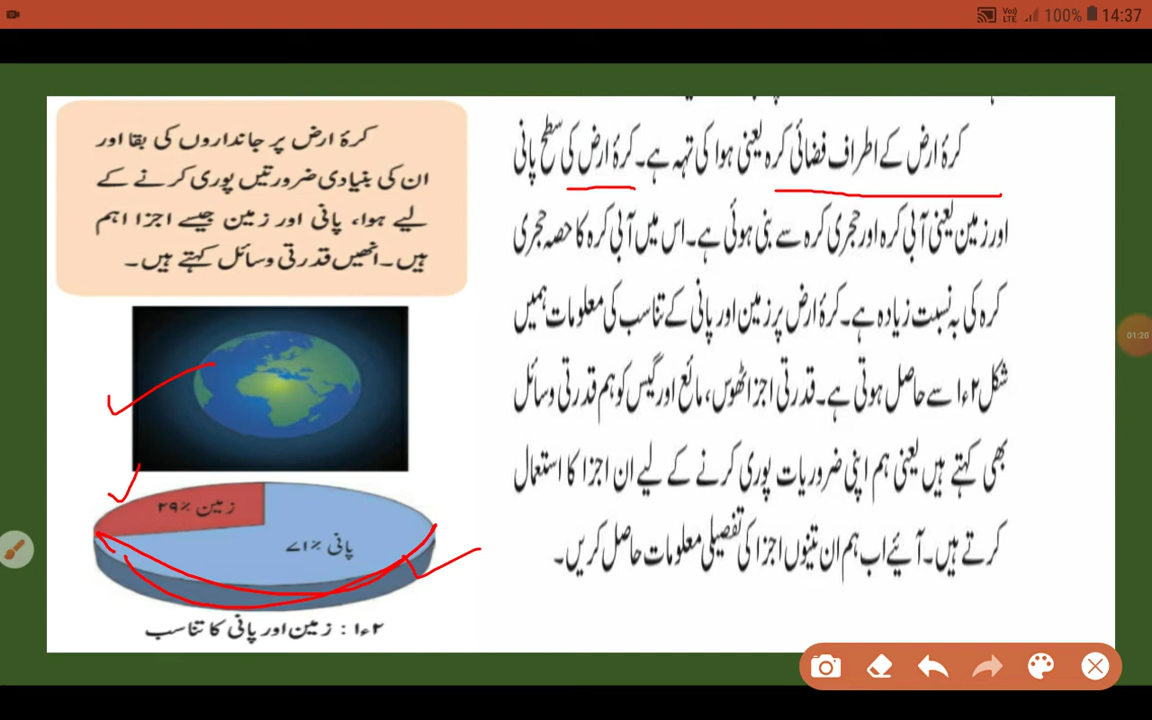 100% 14:37
Vo) LTE
کرۂ ارض پر جانداروں کی بقا اور
ان کی بنیادی ضرورتیں پوری کرنے کے
لیے ہوا، پانی اور زمین جیسے اجزا اہم
ہیں۔ انھیں قدرتی وسائل کہتے ہیں۔
کرۂ ارض کے اطراف فضائی کرہ یعنی ہوا کی تہہ ہے۔ کرۂ ارض کی سطح پانی
اور زمین یعنی آبی کرہ اور حجری کرہ سے بنی ہوئی ہے۔ اس میں آبی کرہ کا حصہ حجری
کرہ کی بہ نسبت زیادہ ہے۔ کرۂ ارض پر زمین اور پانی کے تناسب کی معلومات ہمیں
شکل ۲ء۱ سے حاصل ہوتی ہے۔ قدرتی اجزا ٹھوس، مائع اور گیس کو ہم قدرتی وسائل
بھی کہتے ہیں یعنی ہم اپنی ضروریات پوری کرنے کے لیے ان اجزا کا استعمال
کرتے ہیں۔ آیئے اب ہم ان تینوں اجزا کی تفصیلی معلومات حاصل کریں۔
زمین ۲۹٪
پانی ۷۱٪
۲ء۱ : زمین اور پانی کا تناسب
01:20